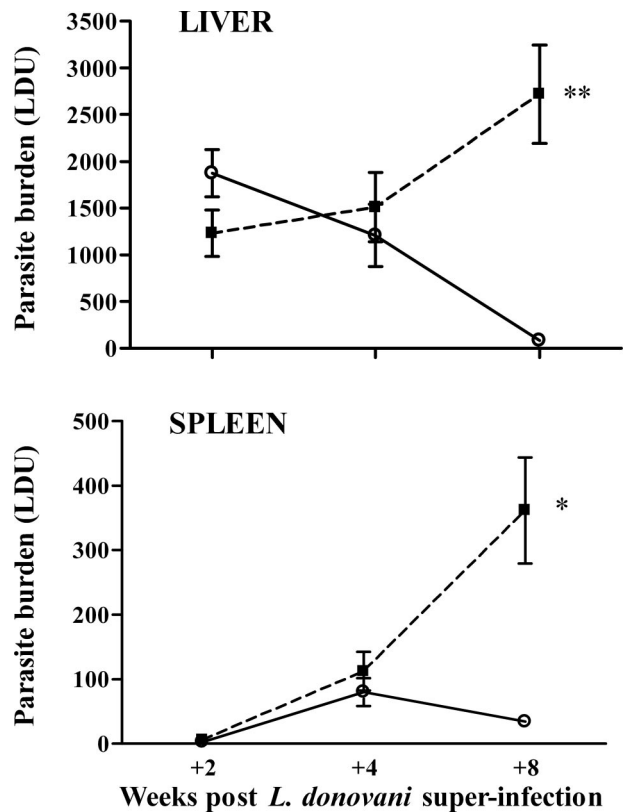 LIVER
Parasite burden (LDU)
3500
3000
2500
2000
1500
1000
500
0
**
SPLEEN
Parasite burden (LDU)
500
400
300
200
100
0
*
+2 +4 +8
Weeks post L. donovani super-infection